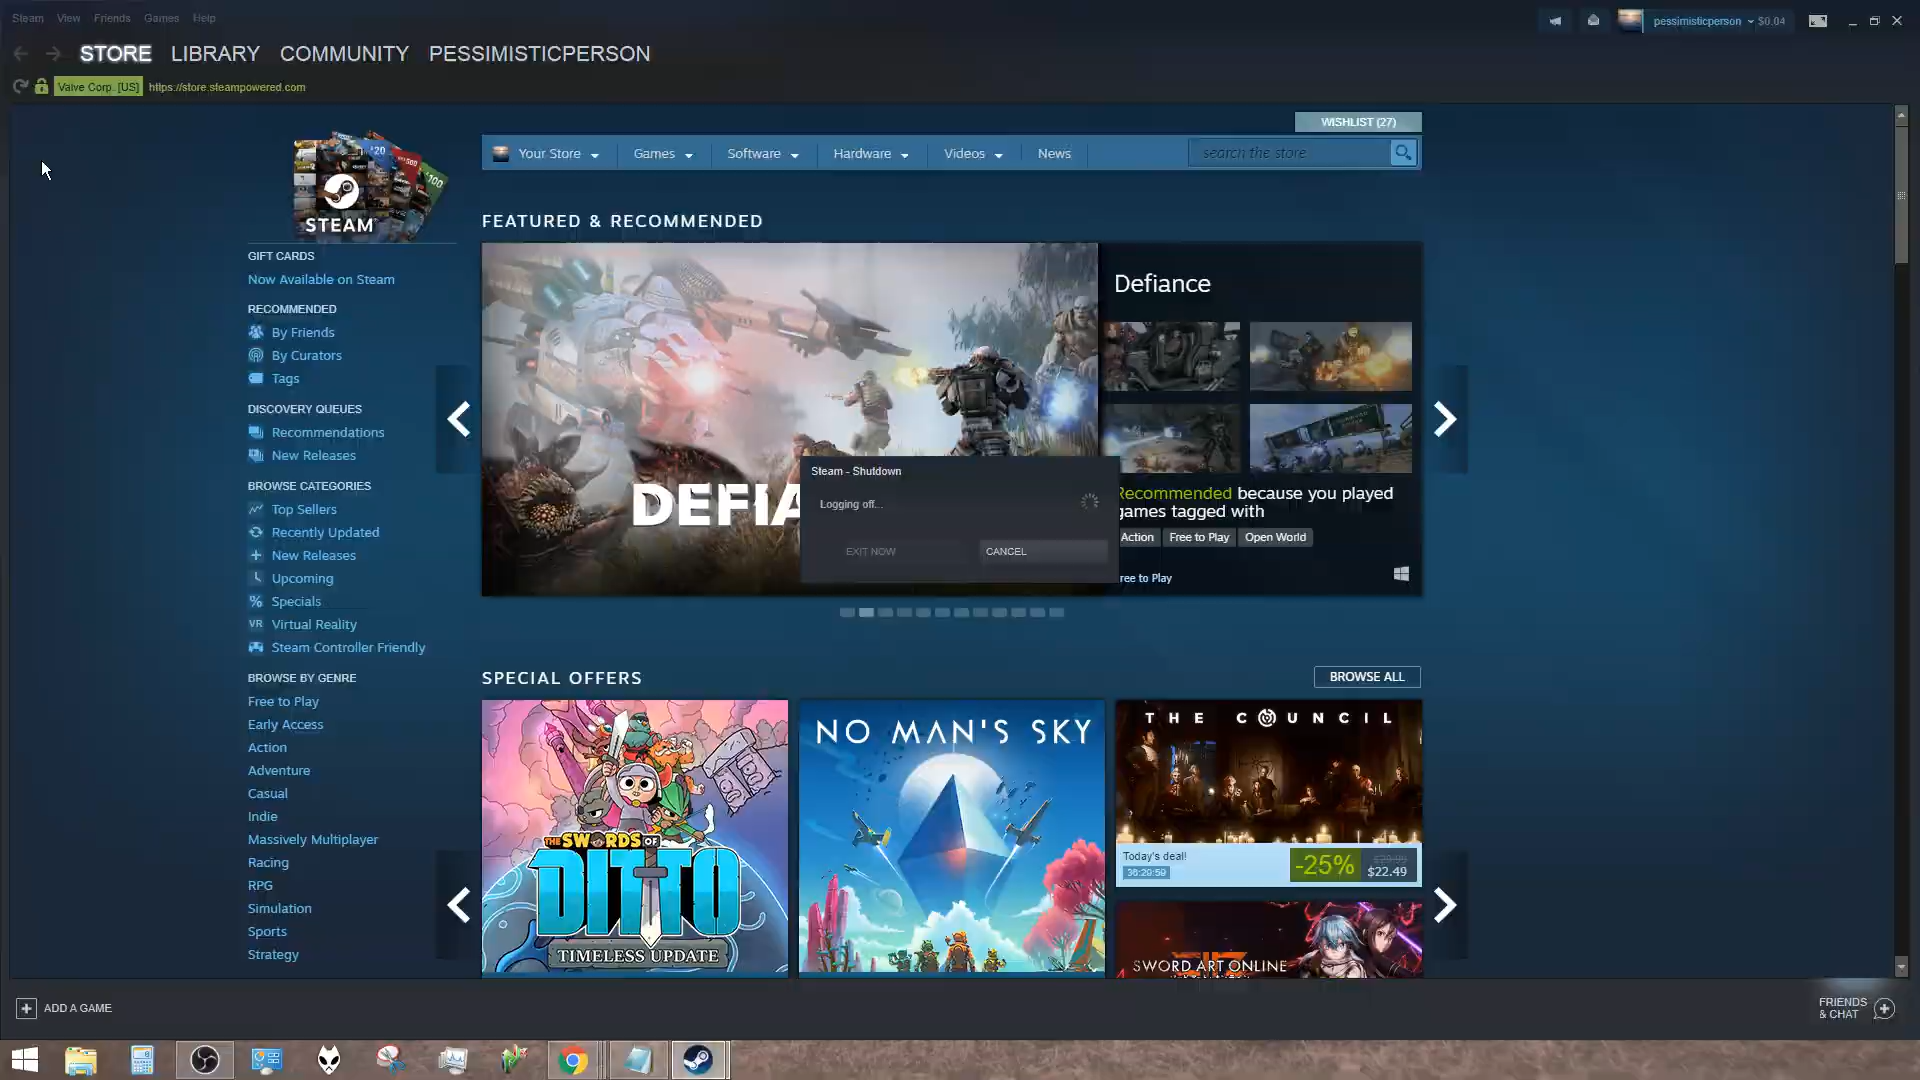 Steam View Friends Games Help
pessimisticperson $0.04
STORE LIBRARY COMMUNITY PESSIMISTICPERSON
Valve Corp. [US] https://store.steampowered.com
WISHLIST (27)
Your Store Games Software Hardware Videos News
search the store
$20
$100
STEAM
GIFT CARDS
Now Available on Steam
RECOMMENDED
By Friends
By Curators
Tags
DISCOVERY QUEUES
Recommendations
New Releases
BROWSE CATEGORIES
Top Sellers
Recently Updated
New Releases
Upcoming
Specials
VR Virtual Reality
Steam Controller Friendly
BROWSE BY GENRE
Free to Play
Early Access
Action
Adventure
Casual
Indie
Massively Multiplayer
Racing
RPG
Simulation
Sports
Strategy
FEATURED & RECOMMENDED
DEFIA
Defiance
Recommended because you played
games tagged with
Action Free to Play Open World
ree to Play
Steam - Shutdown
Logging off...
EXIT NOW CANCEL
SPECIAL OFFERS
BROWSE ALL
THE SWORDS OF
DITTO
TIMELESS UPDATE
NO MAN'S SKY
THE COUNCIL
Today's deal!
36:29:59
-25%
$29.99
$22.49
SWORD ART ONLINE
ADD A GAME
FRIENDS
& CHAT